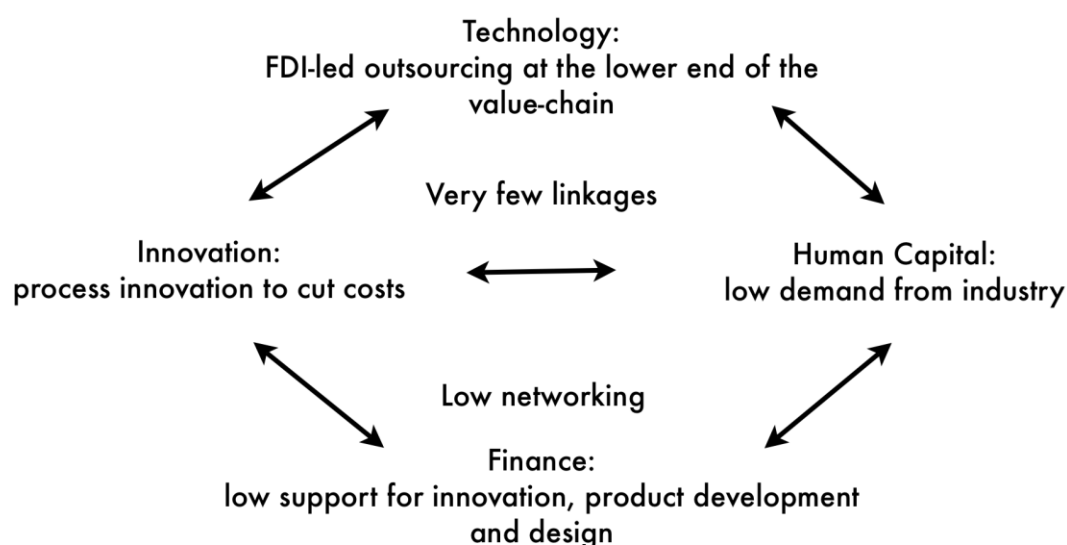 Technology:
FDI-led outsourcing at the lower end of the
value-chain
Very few linkages
Innovation:
process innovation to cut costs
Human Capital:
low demand from industry
Low networking
Finance:
low support for innovation, product development
and design